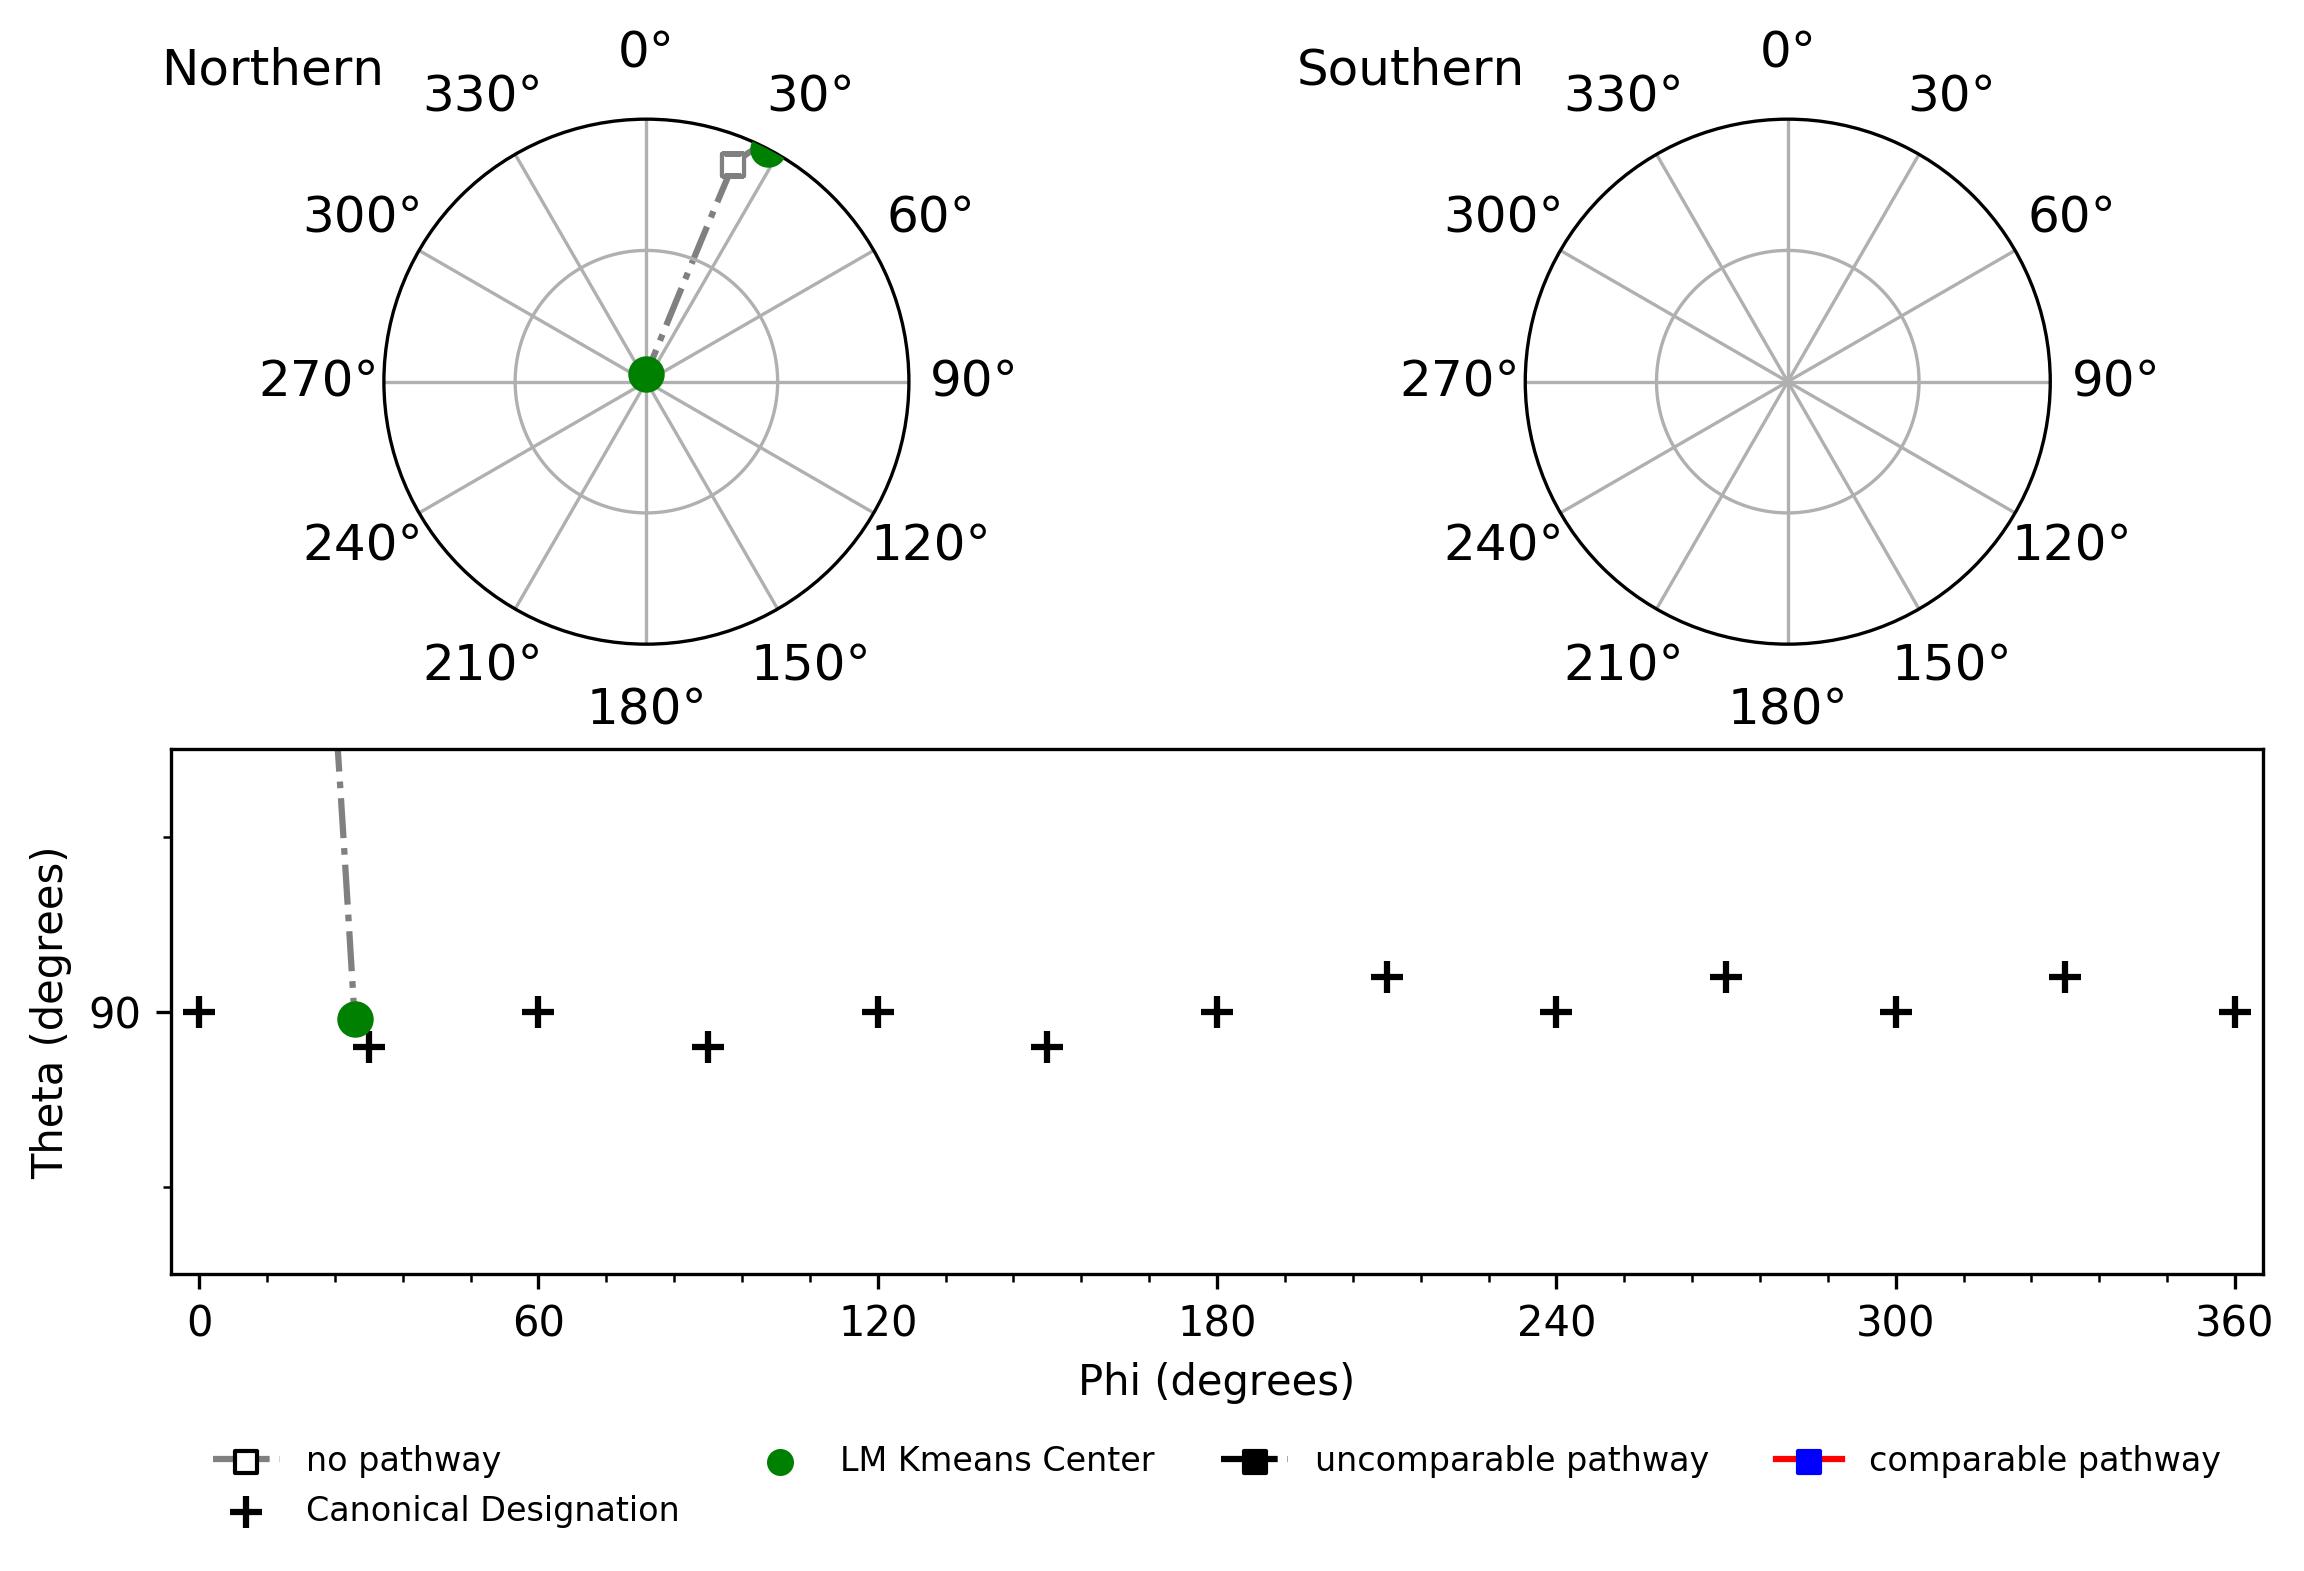 Northern
0°
30°
60°
90°
120°
150°
180°
210°
240°
270°
300°
330°
Southern
0°
30°
60°
90°
120°
150°
180°
210°
240°
270°
300°
330°
Theta (degrees)
90
0 60 120 180 240 300 360
Phi (degrees)
no pathway
Canonical Designation
LM Kmeans Center
uncomparable pathway
comparable pathway